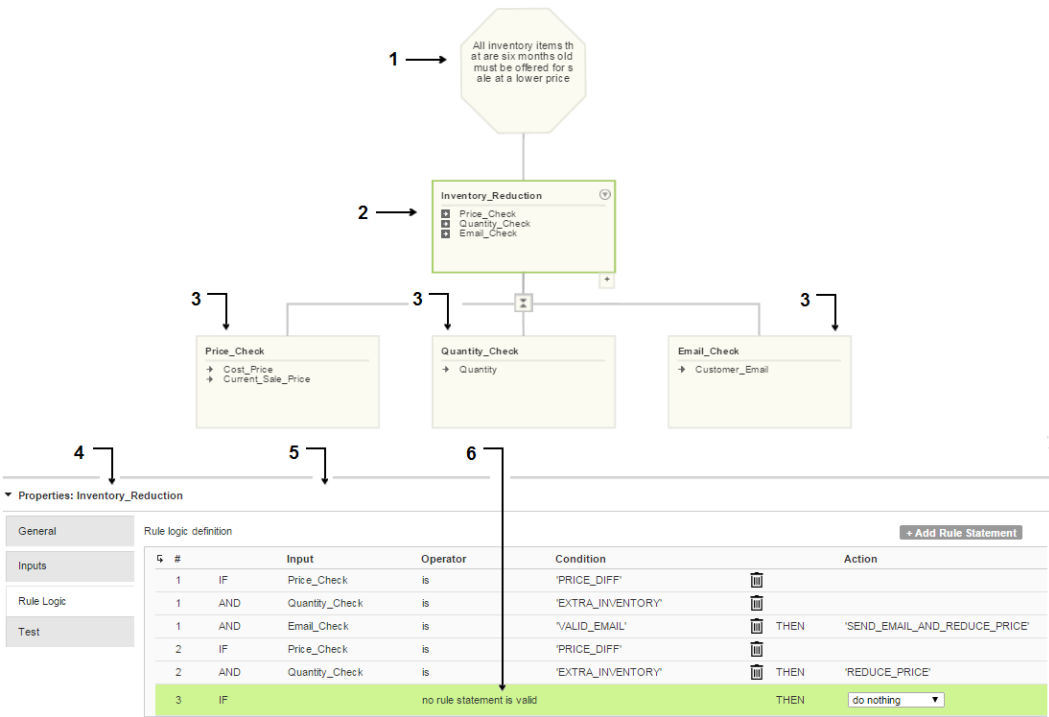 1
All inventory items th
at are six months old
must be offered for s
ale at a lower price
2
Inventory_Reduction
Price_Check
Quantity_Check
Email_Check
+
3
3
3
Price_Check
Cost_Price
Current_Sale_Price
Quantity_Check
Quantity
Email_Check
Customer_Email
4
5
6
Properties: Inventory_Reduction
General
Inputs
Rule Logic
Test
Rule logic definition
+ Add Rule Statement
# Input Operator Condition Action
1 IF Price_Check is 'PRICE_DIFF'
1 AND Quantity_Check is 'EXTRA_INVENTORY'
1 AND Email_Check is 'VALID_EMAIL' THEN 'SEND_EMAIL_AND_REDUCE_PRICE'
2 IF Price_Check is 'PRICE_DIFF'
2 AND Quantity_Check is 'EXTRA_INVENTORY' THEN 'REDUCE_PRICE'
3 IF no rule statement is valid THEN do nothing